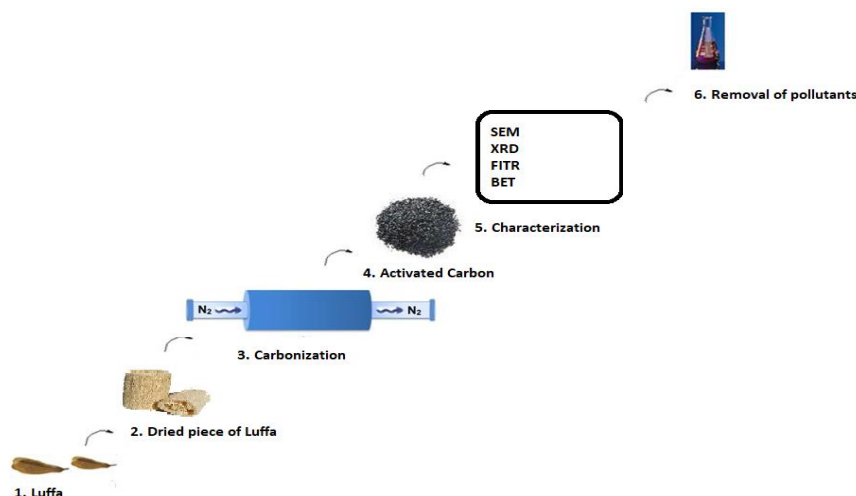 1. Luffa
2. Dried piece of Luffa
N₂
N₂
3. Carbonization
4. Activated Carbon
SEM
XRD
FITR
BET
5. Characterization
6. Removal of pollutants